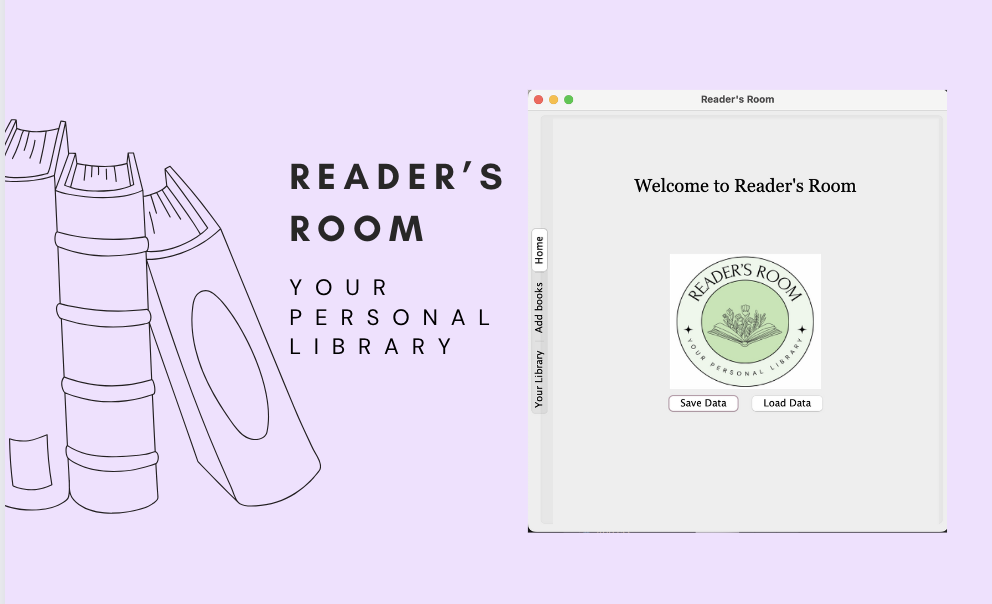 READER’S
ROOM
YOUR
PERSONAL
LIBRARY
Reader's Room
Welcome to Reader's Room
Home
Add books
Your Library
READER'S ROOM
YOUR PERSONAL LIBRARY
Save Data
Load Data